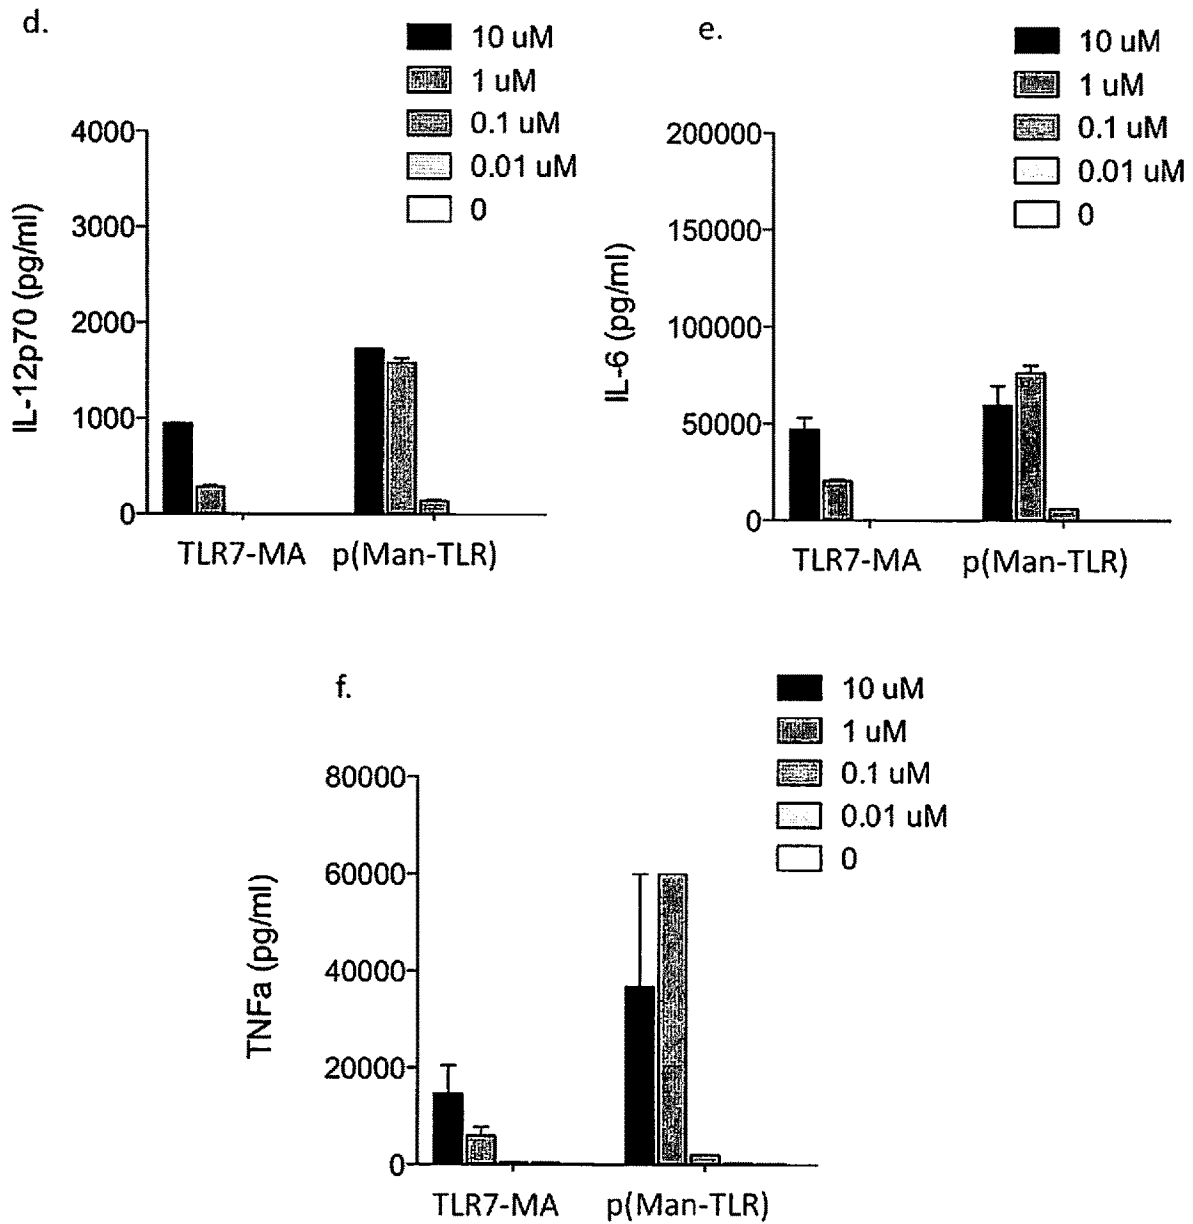 d.
10 uM
1 uM
0.1 uM
0.01 uM
0
4000
3000
2000
1000
0
IL-12p70 (pg/ml)
TLR7-MA p(Man-TLR)
e.
10 uM
1 uM
0.1 uM
0.01 uM
0
200000
150000
100000
50000
0
IL-6 (pg/ml)
TLR7-MA p(Man-TLR)
f.
10 uM
1 uM
0.1 uM
0.01 uM
0
80000
60000
40000
20000
0
TNFa (pg/ml)
TLR7-MA p(Man-TLR)